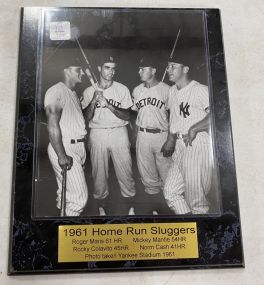 DETROIT
DETROIT
1961 Home Run Sluggers
Roger Maris 61 HR Mickey Mantle 54HR
Rocky Colavito 45HR Norm Cash 41HR
Photo taken Yankee Stadium 1961